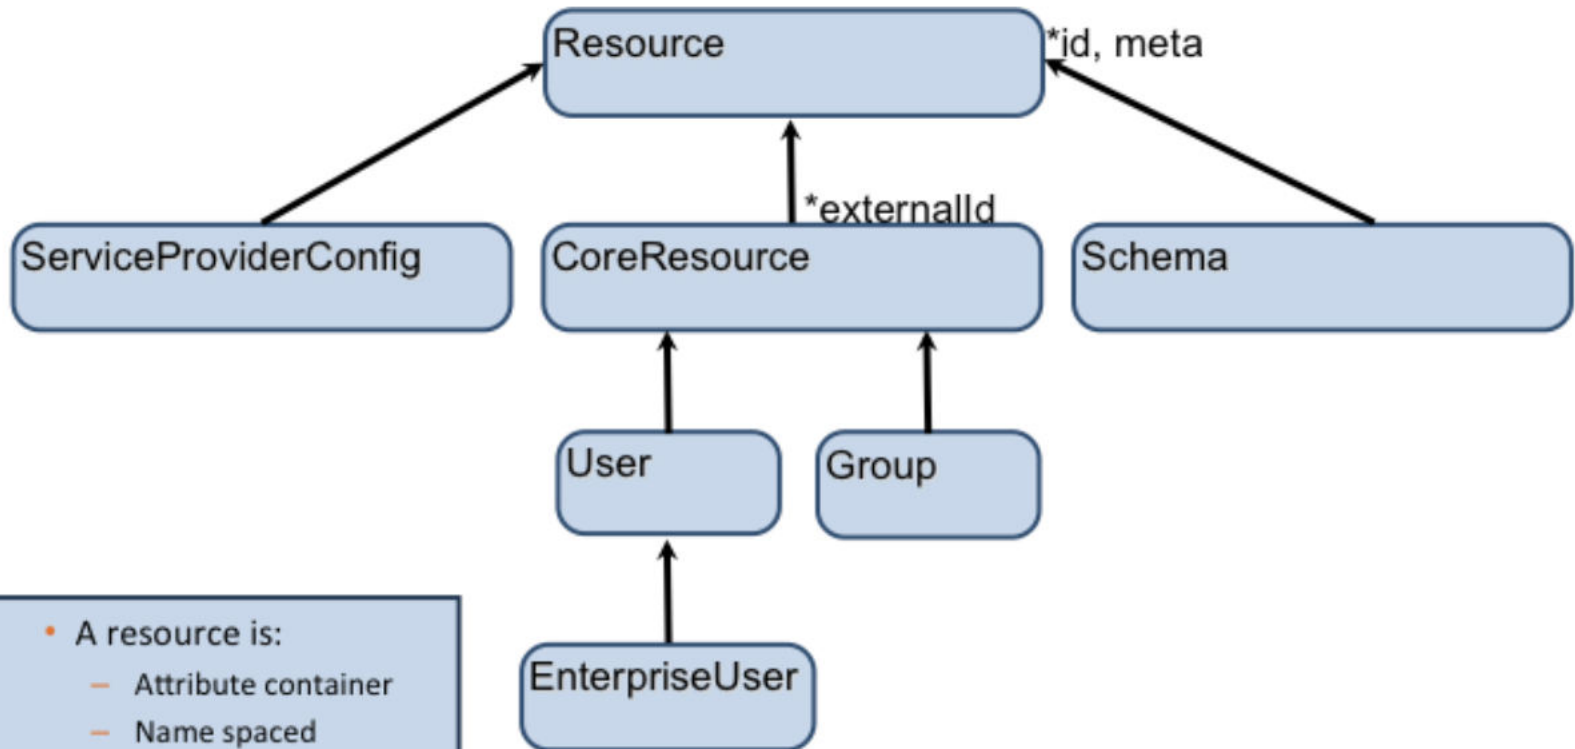 Resource
*id, meta
*externalId
ServiceProviderConfig
CoreResource
Schema
User
Group
EnterpriseUser
• A resource is:
– Attribute container
– Name spaced